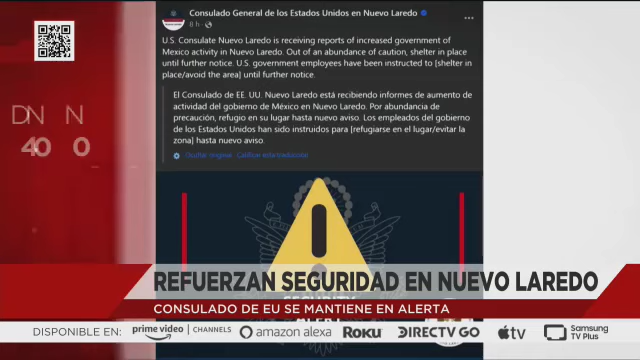 Consulado General de los Estados Unidos en Nuevo Laredo
8 h
U.S. Consulate Nuevo Laredo is receiving reports of increased government of
Mexico activity in Nuevo Laredo. Out of an abundance of caution, shelter in place
until further notice. U.S. government employees have been instructed to [shelter in
place/avoid the area] until further notice.
El Consulado de EE. UU. Nuevo Laredo está recibiendo informes de aumento de
actividad del gobierno de México en Nuevo Laredo. Por abundancia de
precaución, refugio en su lugar hasta nuevo aviso. Los empleados del gobierno
de los Estados Unidos han sido instruidos para [refugiarse en el lugar/evitar la
zona] hasta nuevo aviso.
Ocultar original · Calificar esta traducción
DN N
40 0
REFUERZAN SEGURIDAD EN NUEVO LAREDO
CONSULADO DE EU SE MANTIENE EN ALERTA
DISPONIBLE EN: prime video | CHANNELS amazon alexa Roku DIRECTV GO tv Samsung TV Plus